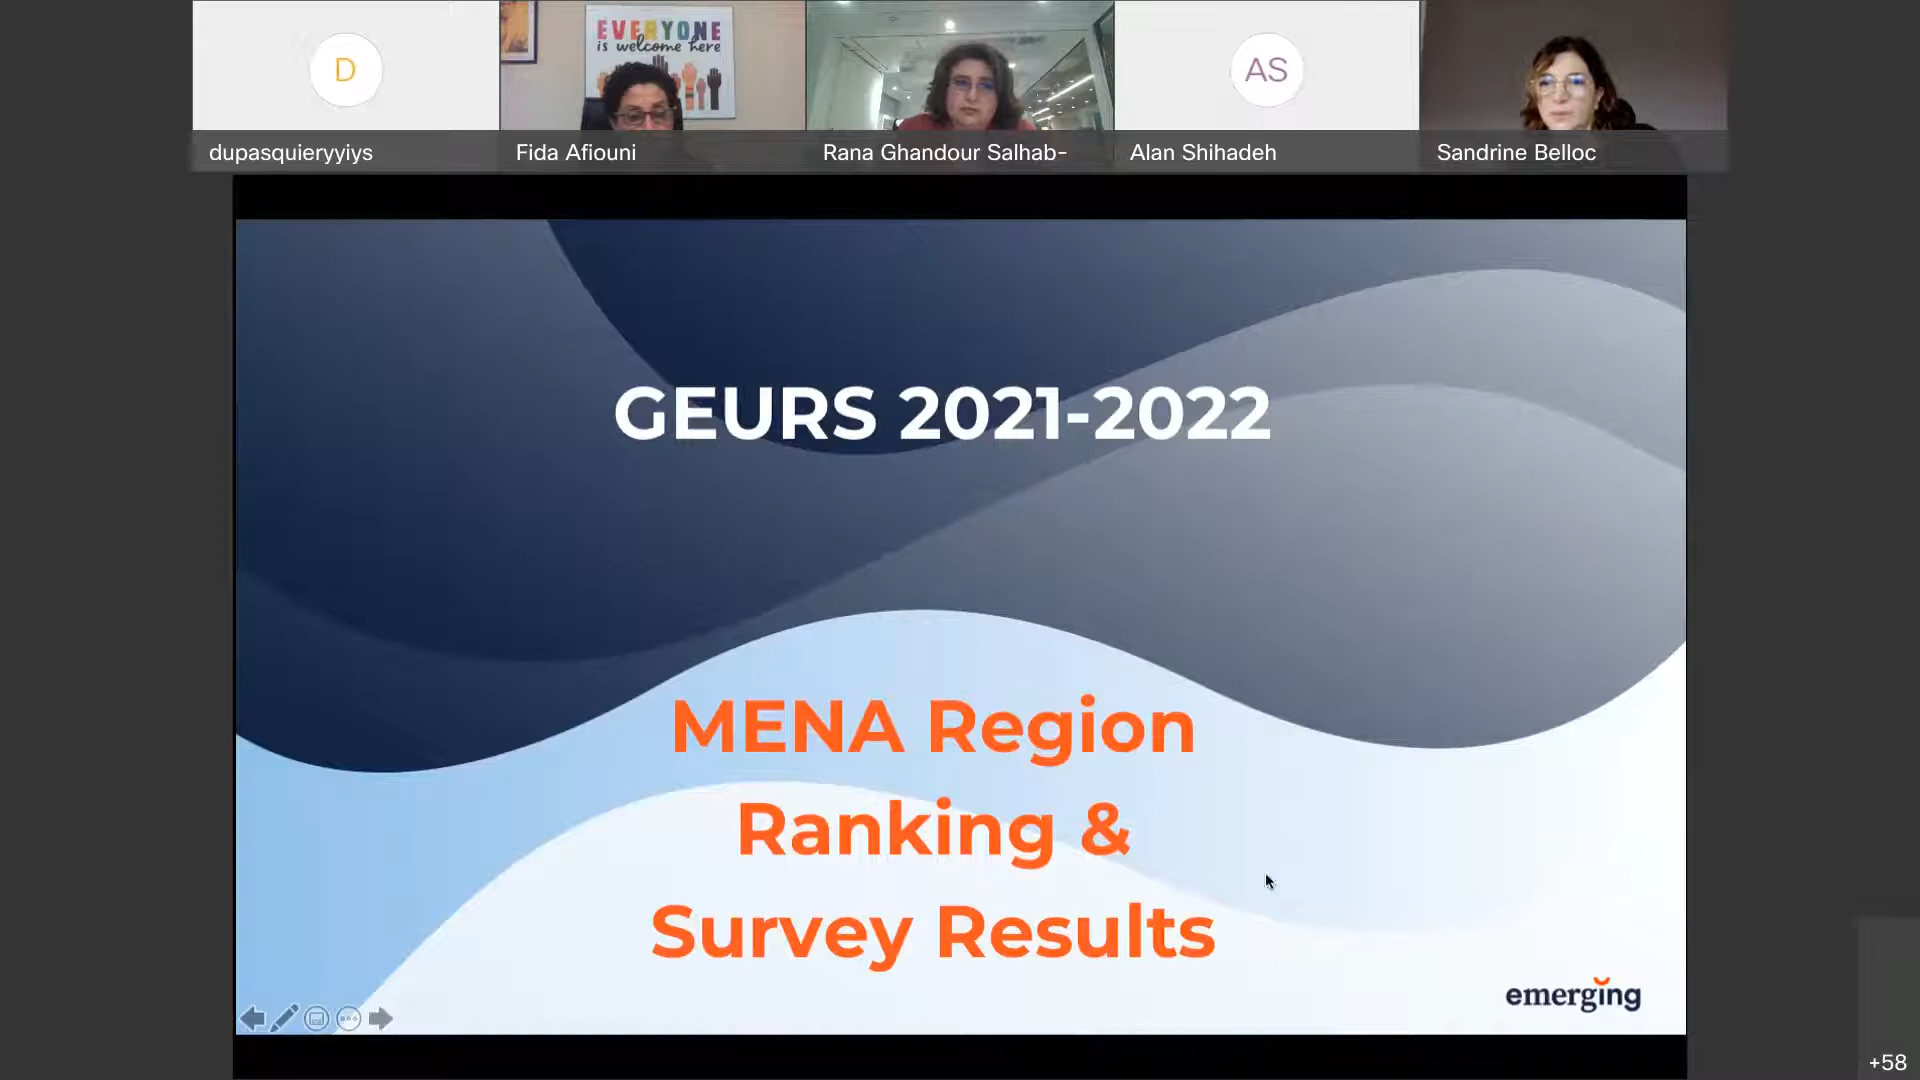 D
EVERYONE
is welcome here
AS
dupasquieryyiys
Fida Afiouni
Rana Ghandour Salhab-
Alan Shihadeh
Sandrine Belloc
GEURS 2021-2022
MENA Region
Ranking &
Survey Results
emerging
+58